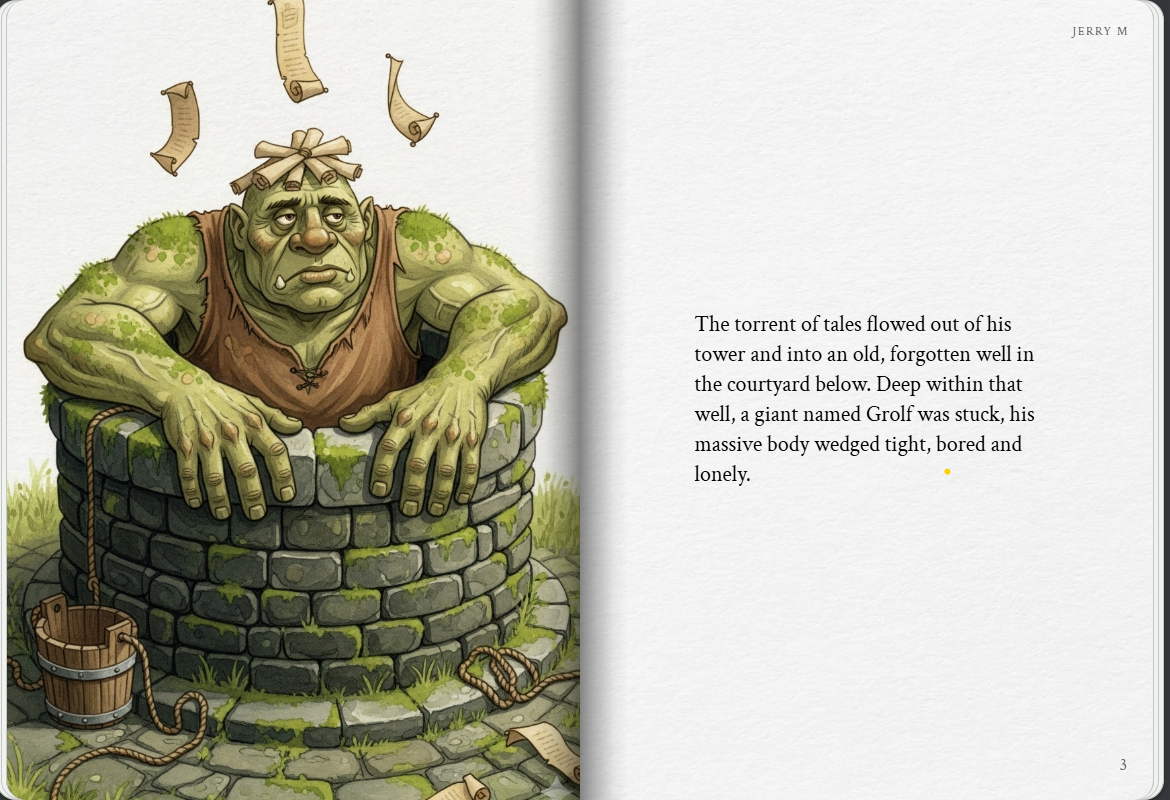 JERRY M
The torrent of tales flowed out of his
tower and into an old, forgotten well in
the courtyard below. Deep within that
well, a giant named Grolf was stuck, his
massive body wedged tight, bored and
lonely.
3